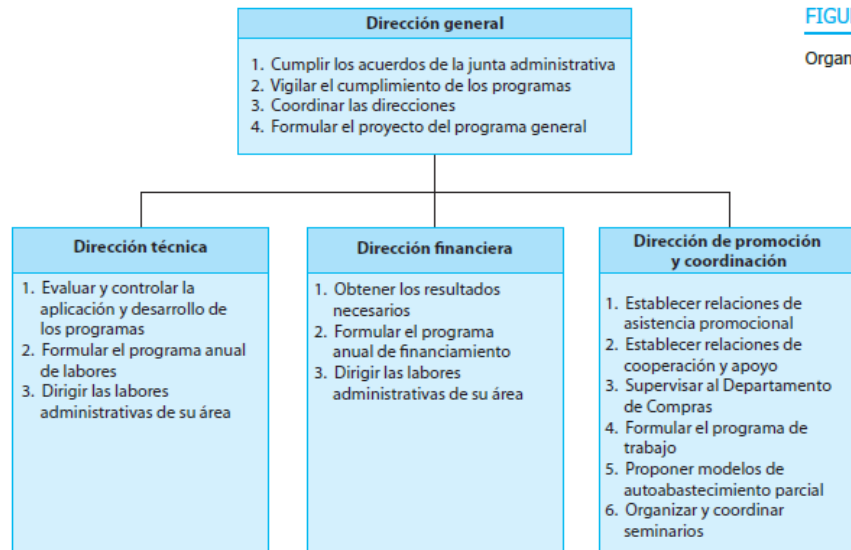 FIGU
Organ
Dirección general
1. Cumplir los acuerdos de la junta administrativa
2. Vigilar el cumplimiento de los programas
3. Coordinar las direcciones
4. Formular el proyecto del programa general
Dirección técnica
1. Evaluar y controlar la
aplicación y desarrollo de
los programas
2. Formular el programa anual
de labores
3. Dirigir las labores
administrativas de su área
Dirección financiera
1. Obtener los resultados
necesarios
2. Formular el programa
anual de financiamiento
3. Dirigir las labores
administrativas de su área
Dirección de promoción
y coordinación
1. Establecer relaciones de
asistencia promocional
2. Establecer relaciones de
cooperación y apoyo
3. Supervisar al Departamento
de Compras
4. Formular el programa de
trabajo
5. Proponer modelos de
autoabastecimiento parcial
6. Organizar y coordinar
seminarios